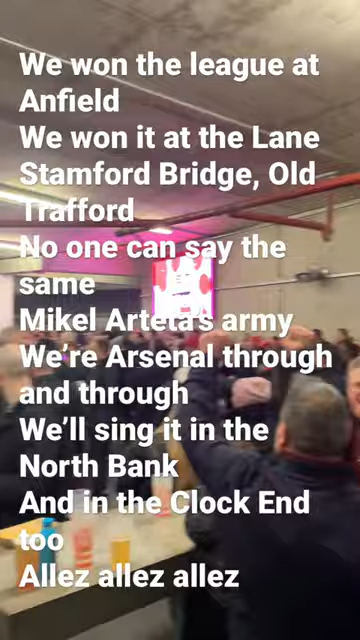 We won the league at
Anfield
We won it at the Lane
Stamford Bridge, Old
Trafford
No one can say the
same
Mikel Arteta's army
We're Arsenal through
and through
We'll sing it in the
North Bank
And in the Clock End
too
Allez allez allez